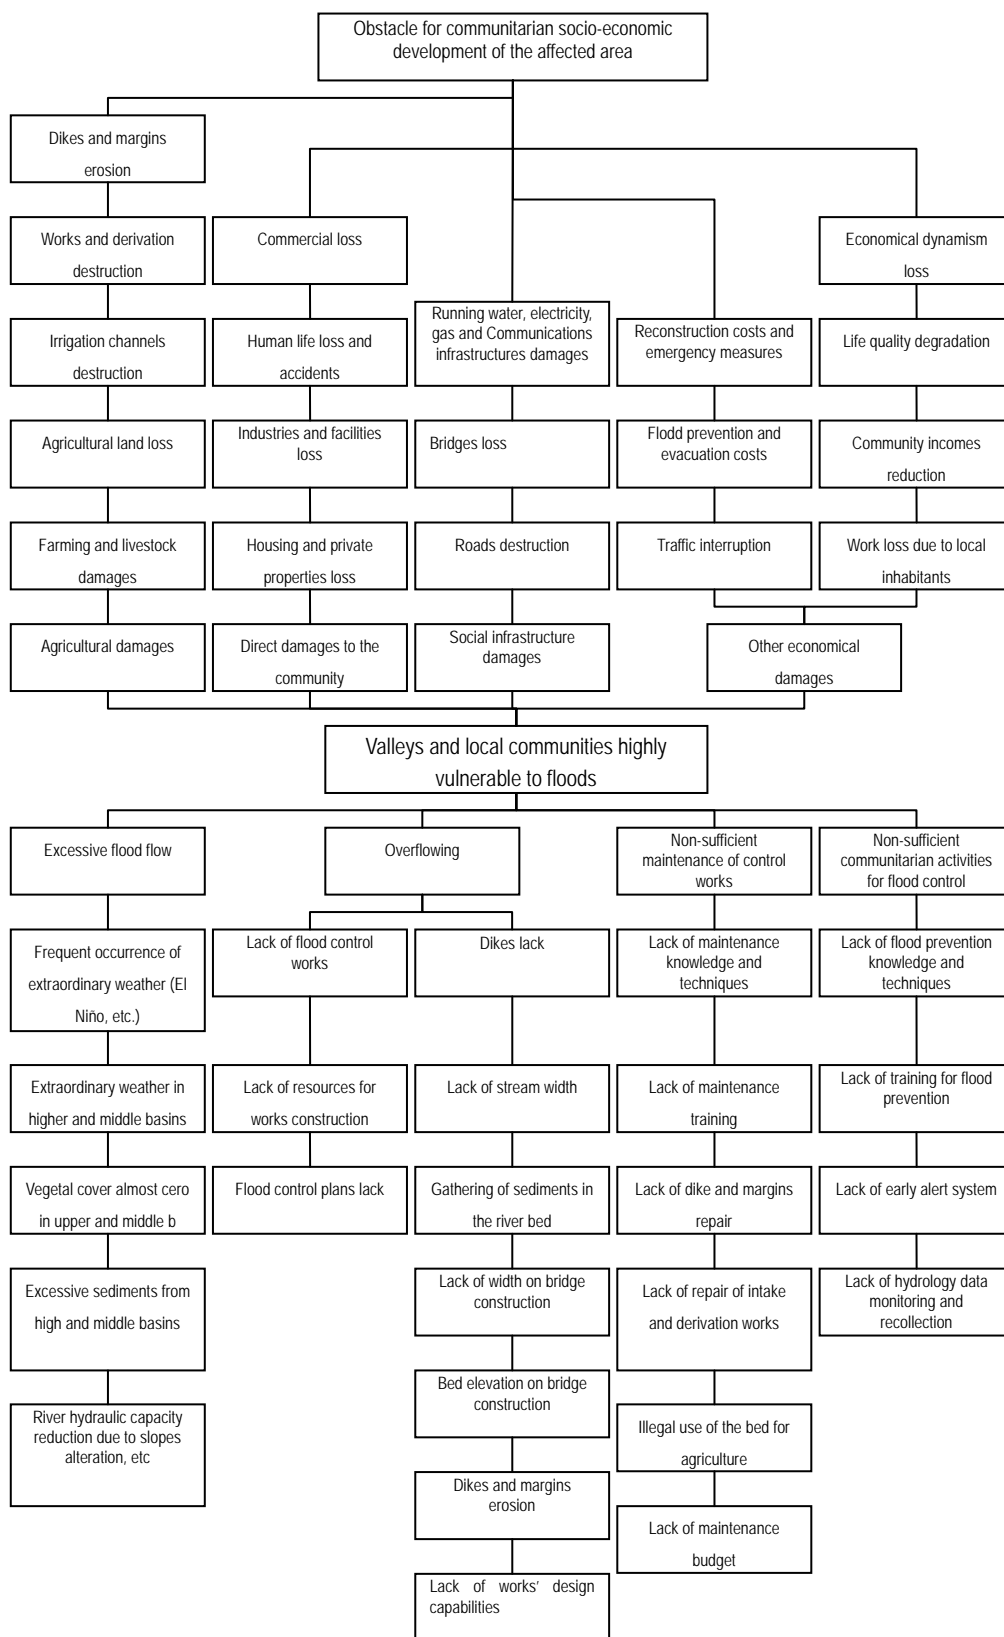 Obstacle for communitarian socio-economic
development of the affected area
Dikes and margins
erosion
Works and derivation
destruction
Commercial loss
Economical dynamism
loss
Irrigation channels
destruction
Human life loss and
accidents
Running water, electricity,
gas and Communications
infrastructures damages
Reconstruction costs and
emergency measures
Life quality degradation
Agricultural land loss
Industries and facilities
loss
Bridges loss
Flodd prevention and
evacuation costs
Community incomes
reduction
Farming and livestock
damages
Housing and private
properties loss
Roads destruction
Traffic interruption
Work loss due to local
inhabitants
Agricultural damages
Direct damages to the
community
Social infrastructure
damages
Other economical
damages
Valleys and local communities highly
vulnerable to floods
Excessive flood flow
Overflowing
Non-sufficient
maintenance of control
works
Non-sufficient
communitarian activities
for flood control
Frequent occurrence of
extraordinary weather (El
Niño, etc.)
Lack of flood control
works
Dikes lack
Lack of maintenance
knowledge and
techniques
Lack of flood prevention
knowledge and
techniques
Extraordinary weather in
higher and middle basins
Lack of resources for
works construction
Lack of stream width
Lack of maintenance
training
Lack of training for flood
prevention
Vegetal cover almost cero
in upper and middle b
Flood control plans lack
Gathering of sediments in
the river bed
Lack of dike and margins
repair
Lack of early alert system
Excessive sediments from
high and middle basins
Lack of width on bridge
construction
Lack of repair of intake
and derivation works
Lack of hydrology data
monitoring and
recollection
River hydraulic capacity
reduction due to slopes
alteration, etc
Bed elevation on bridge
construction
Illegal use of the bed for
agriculture
Dikes and margins
erosion
Lack of maintenance
budget
Lack of works' design
capabilities